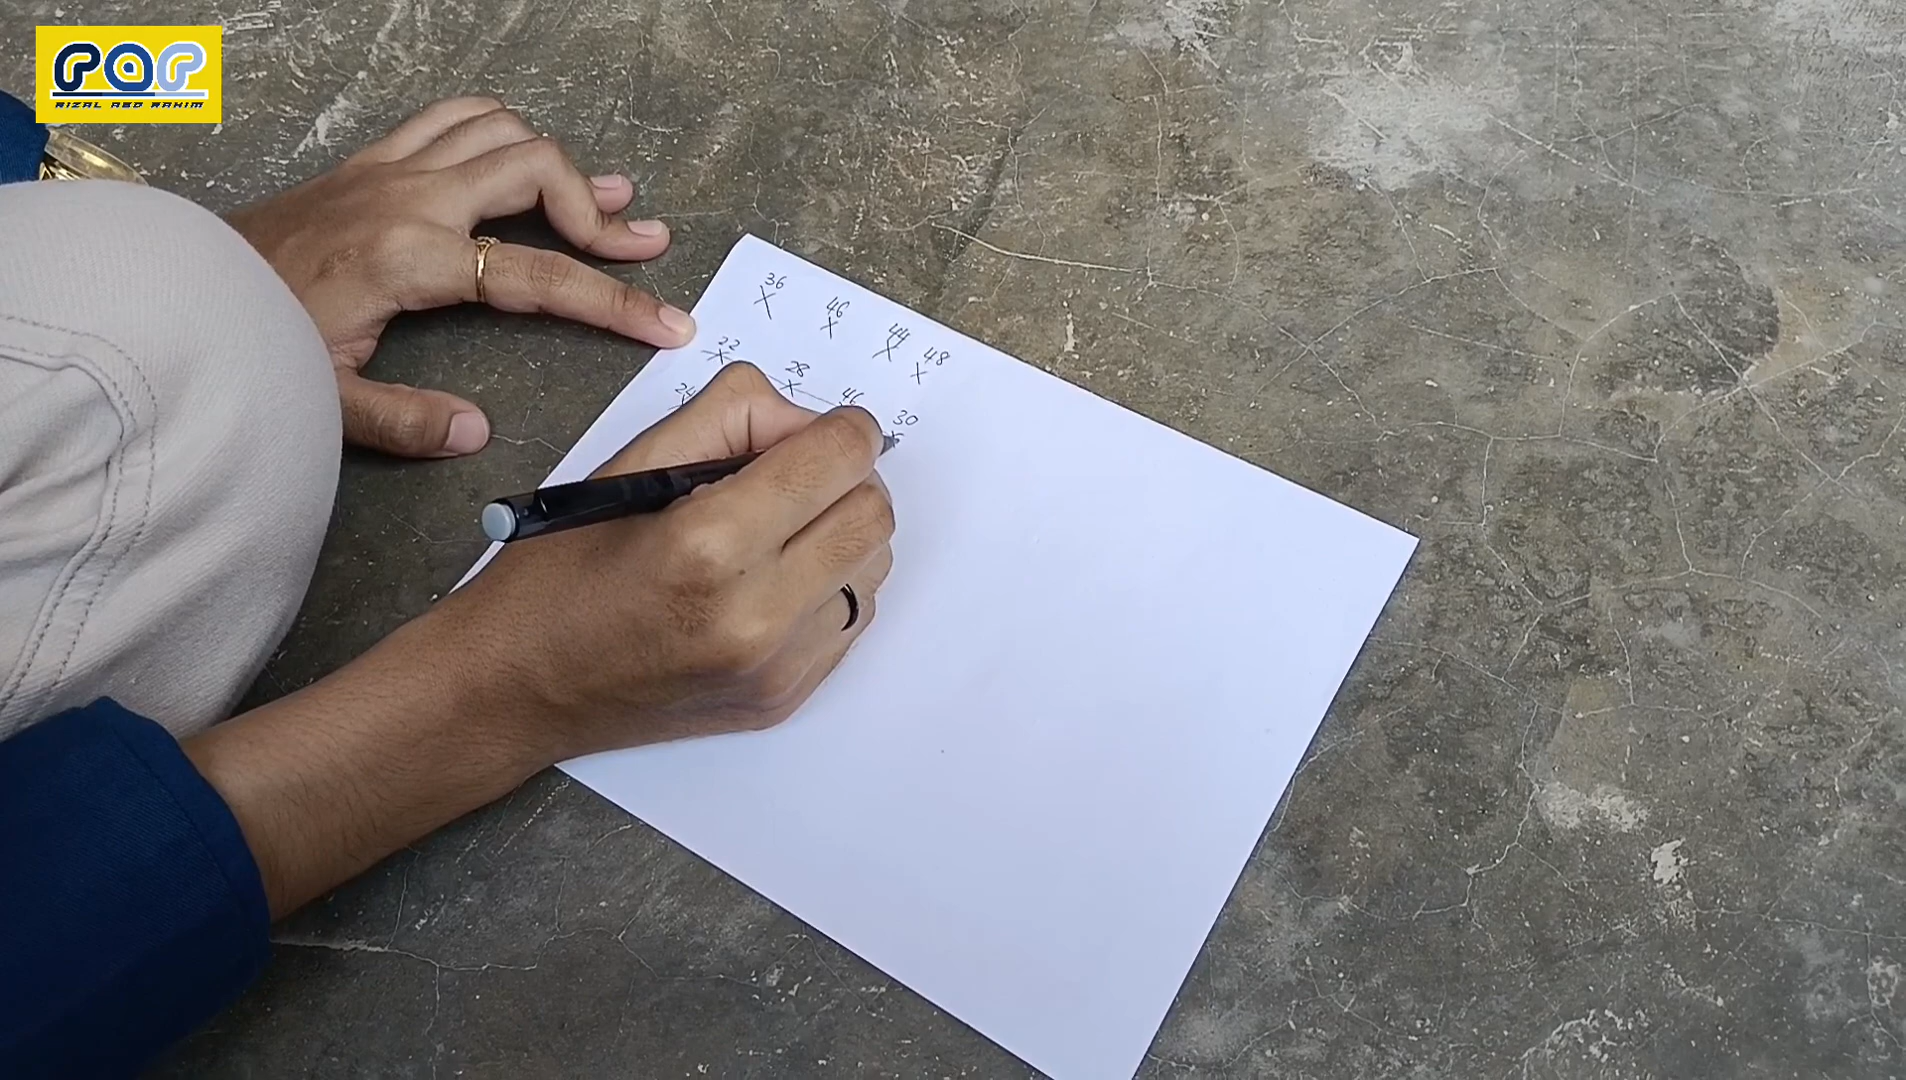 rar
RIZAL ABD RAHIM
36 46 44 48
X X X X
22 28 46 30
X X